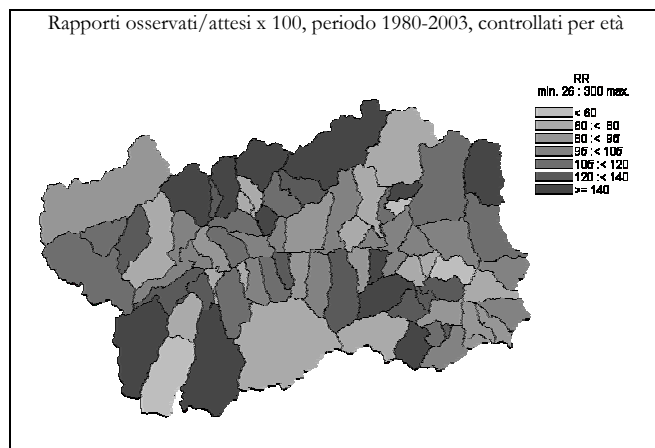 Rapporti osservati/attesi x 100, periodo 1980-2003, controllati per età
RR
min. 26 : 300 max.
< 60
60 :< 80
80 :< 95
95 :< 105
105 :< 120
120 :< 140
>= 140